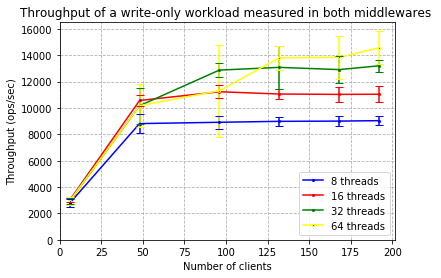 Throughput of a write-only workload measured in both middlewares
16000
14000
12000
10000
8000
6000
4000
2000
0
Throughput (ops/sec)
0 25 50 75 100 125 150 175 200
Number of clients
8 threads
16 threads
32 threads
64 threads